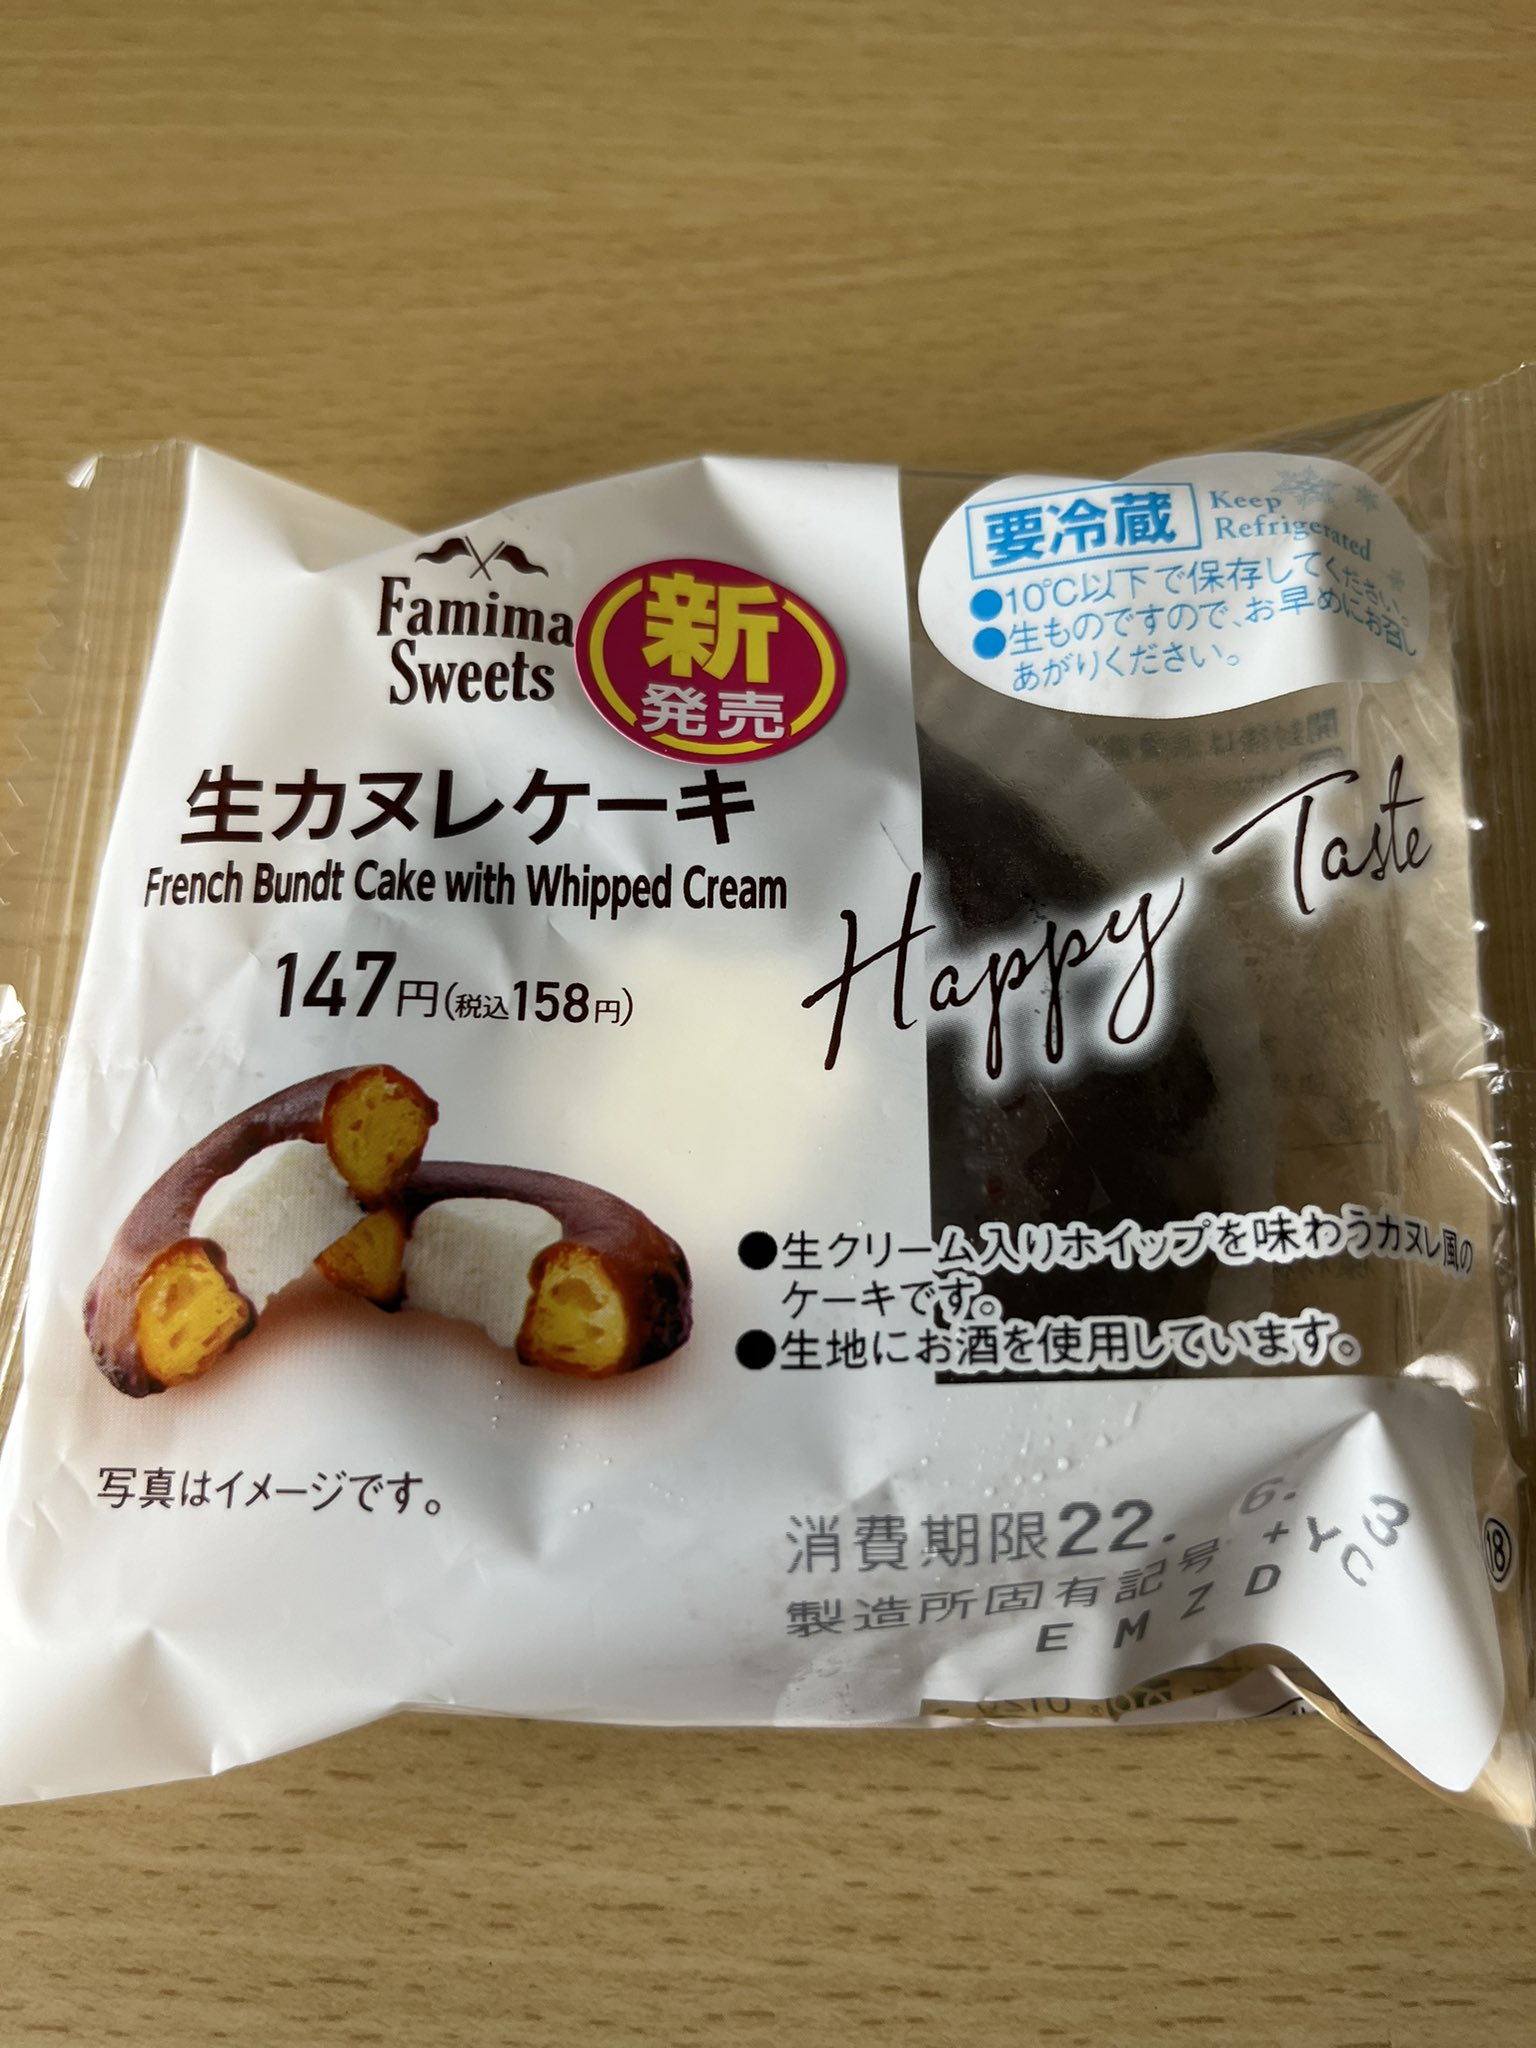 Famima
Sweets
新
発売
要冷蔵
Keep
Refrigerated
●10℃以下で保存してください。
●生ものですので、お早めにお召し
あがりください。
生カヌレケーキ
French Bundt Cake with Whipped Cream
147円(税込158円)
Happy Taste
●生クリーム入りホイップを味わうカヌレ風の
ケーキです。
●生地にお酒を使用しています。
写真はイメージです。
消費期限22. 6.
製造所固有記号 +YC3
EMZD
18